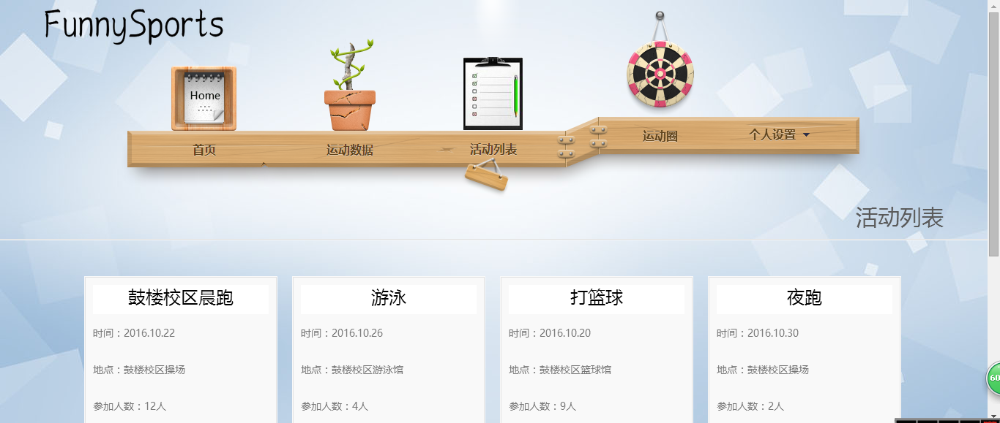 FunnySports
Home
首页
运动数据
活动列表
运动圈
个人设置
活动列表
鼓楼校区晨跑
时间：2016.10.22
地点：鼓楼校区操场
参加人数：12人
游泳
时间：2016.10.26
地点：鼓楼校区游泳馆
参加人数：4人
打篮球
时间：2016.10.20
地点：鼓楼校区篮球馆
参加人数：9人
夜跑
时间：2016.10.30
地点：鼓楼校区操场
参加人数：2人